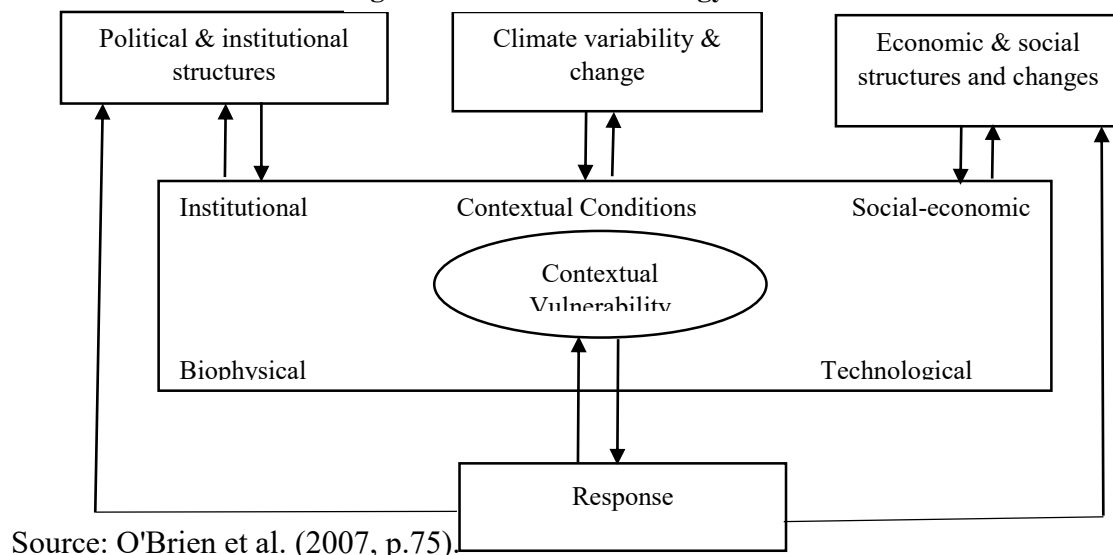 Political & institutional
structures
Climate variability &
change
Economic & social
structures and changes
Institutional
Contextual Conditions
Social-economic
Contextual
Vulnerability
Biophysical
Technological
Response
Source: O'Brien et al. (2007, p.75).